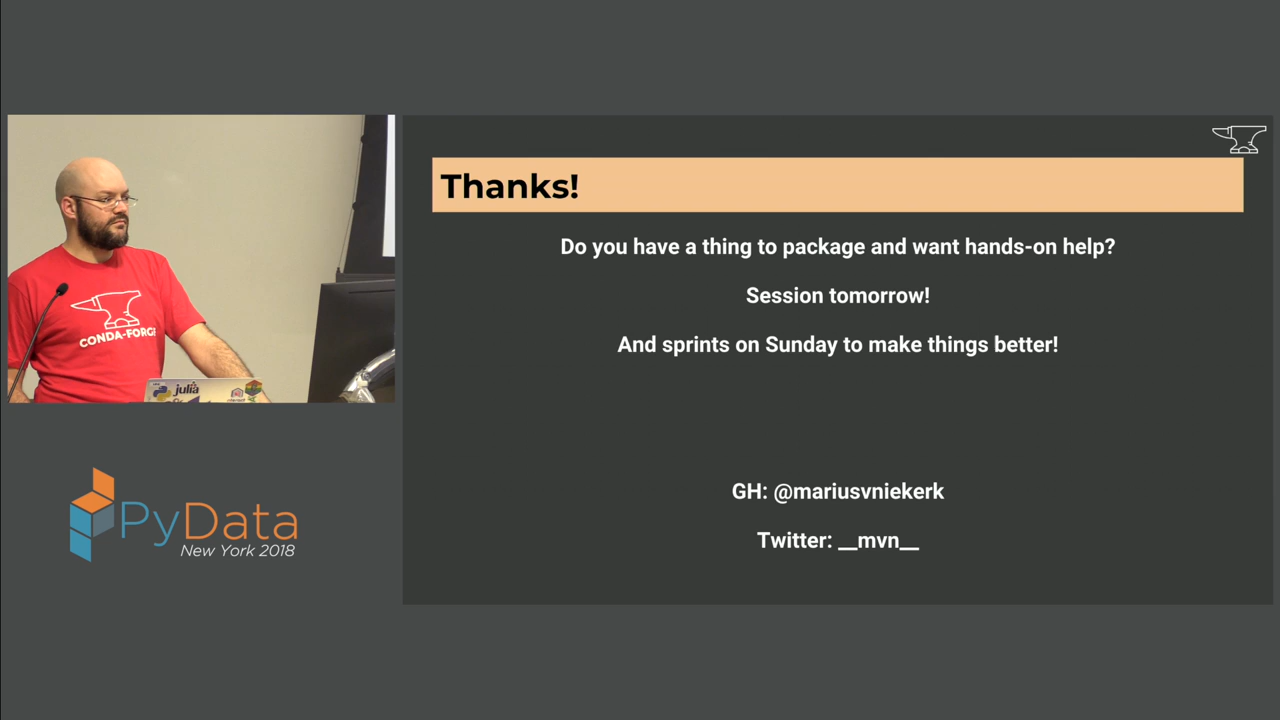 Thanks!
Do you have a thing to package and want hands-on help?
Session tomorrow!
And sprints on Sunday to make things better!
GH: @mariusvniekerk
Twitter: __mvn__
CONDA-FORGE
julia
PyData
New York 2018